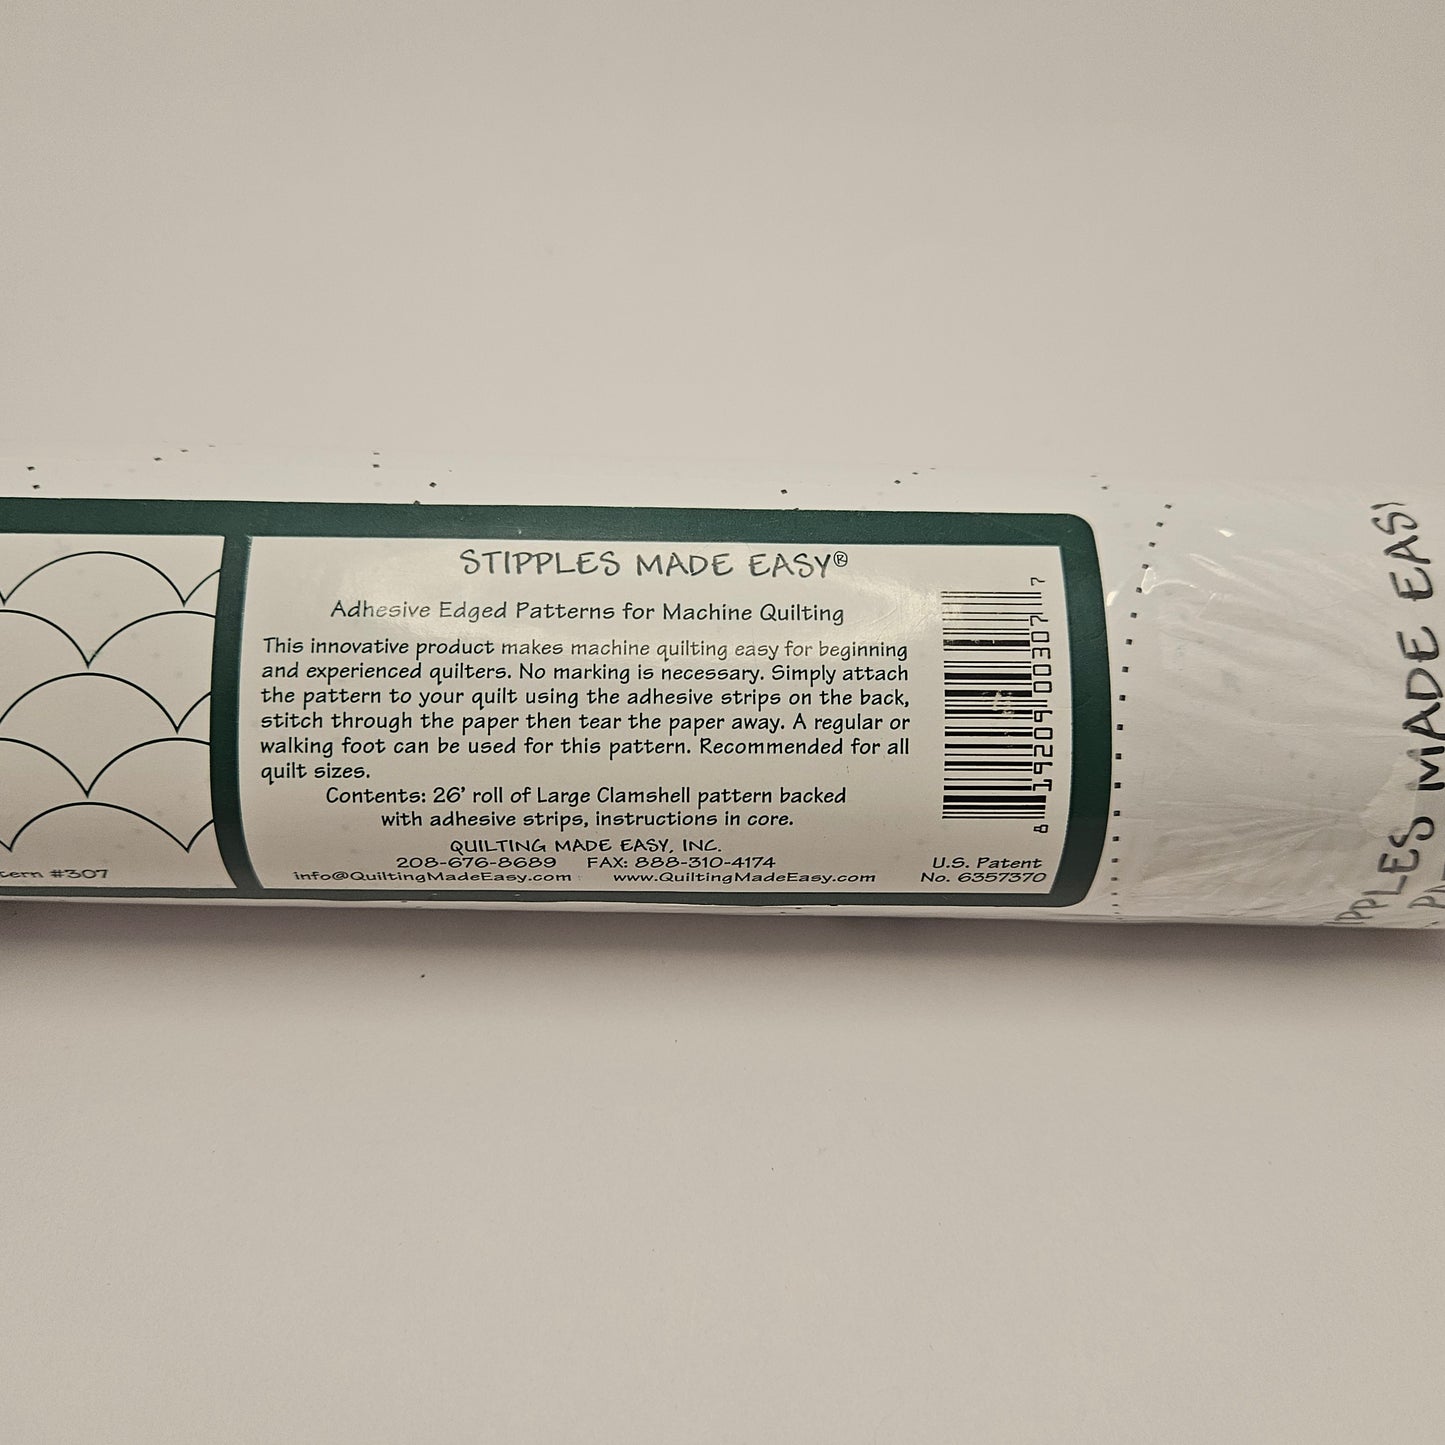 STIPPLES MADE EASY®
Adhesive Edged Patterns for Machine Quilting
This innovative product makes machine quilting easy for beginning
and experienced quilters. No marking is necessary. Simply attach
the pattern to your quilt using the adhesive strips on the back,
stitch through the paper then tear the paper away. A regular or
walking foot can be used for this pattern. Recommended for all
quilt sizes.
Contents: 26' roll of Large Clamshell pattern backed
with adhesive strips, instructions in core.
QUILTING MADE EASY, INC.
208-676-8689 FAX: 888-310-4174
info@QuiltingMadeEasy.com www.QuiltingMadeEasy.com
8 19209 00307 7
U.S. Patent
No. 6357370
#307
MADE